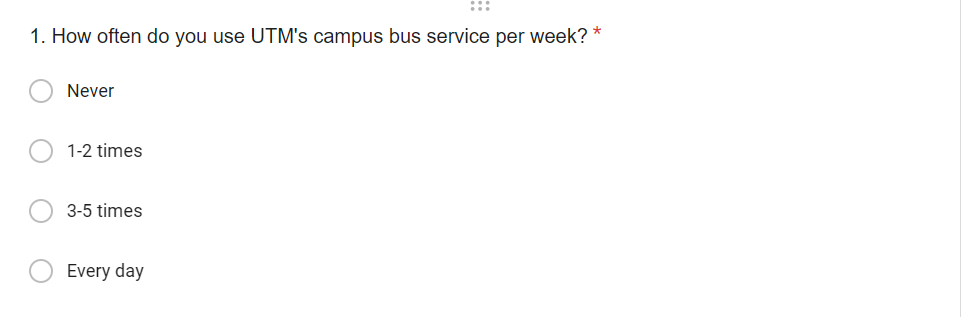 1. How often do you use UTM's campus bus service per week? *
Never
1-2 times
3-5 times
Every day